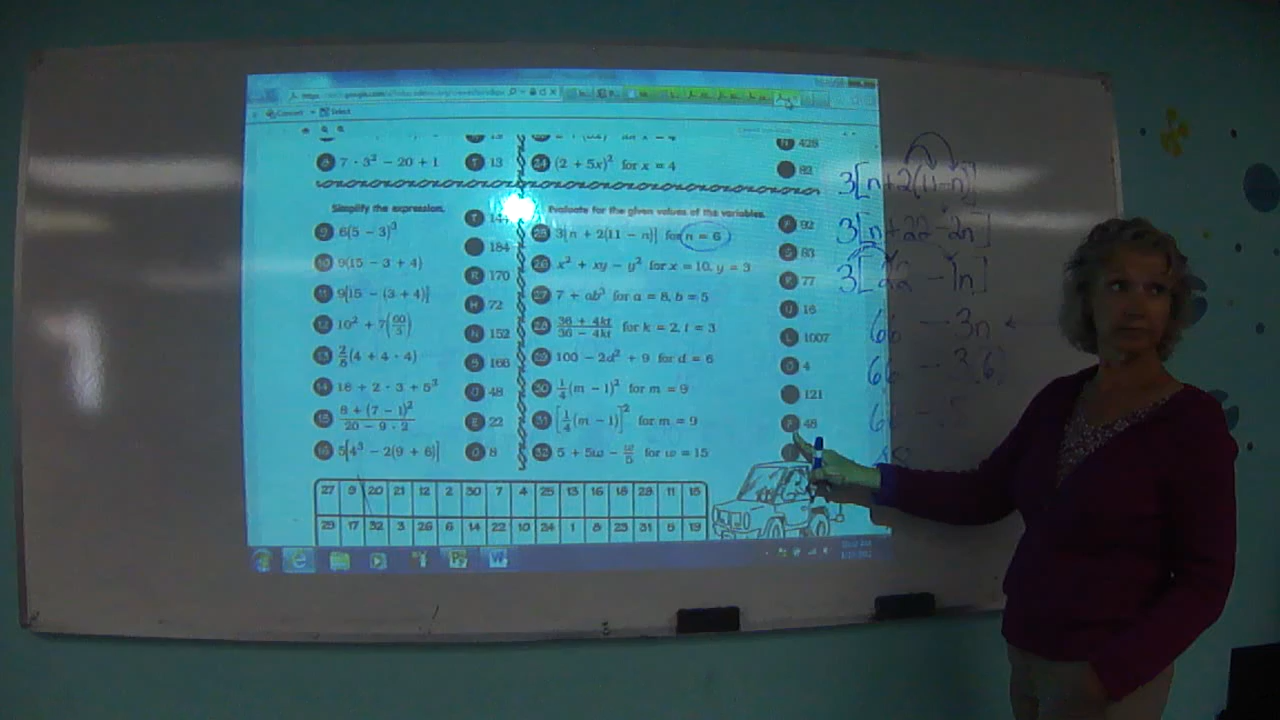 Convert Select
7 · 3² − 20 + 1
T 13
24 (2 + 5x)² for x = 4
N 428
82
Simplify the expression.
9 6(5 − 3)³
10 9(15 − 3 + 4)
11 9[15 − (3 + 4)]
12 10² + 7(60/3)
13 2/5(4 + 4 · 4)
14 18 + 2 · 3 + 5³
15 8 + (7 − 1)² / 20 − 9 · 2
16 5[4³ − 2(9 + 6)]
184
R 170
72
152
166
48
E 22
O 8
Evaluate for the given values of the variables.
25 3[n + 2(11 − n)] for n = 6
26 x² + xy − y² for x = 10, y = 3
27 7 + ab³ for a = 8, b = 5
28 36 + 4kt / 36 − 4kt for k = 2, t = 3
29 100 − 2d² + 9 for d = 6
30 1/4(m − 1)² for m = 9
31 [1/4(m − 1)]² for m = 9
32 5 + 5w − w/5 for w = 15
92
83
77
16
1007
4
121
48
27 9 20 21 12 2 30 7 4 25 13 16 18 28 11 15
29 17 32 3 26 6 14 22 10 24 1 8 23 31 5 19
3[n+2(11−n)]
3[n+22−2n]
3[22 − 1n]
66 − 3n
66 − 3(6)